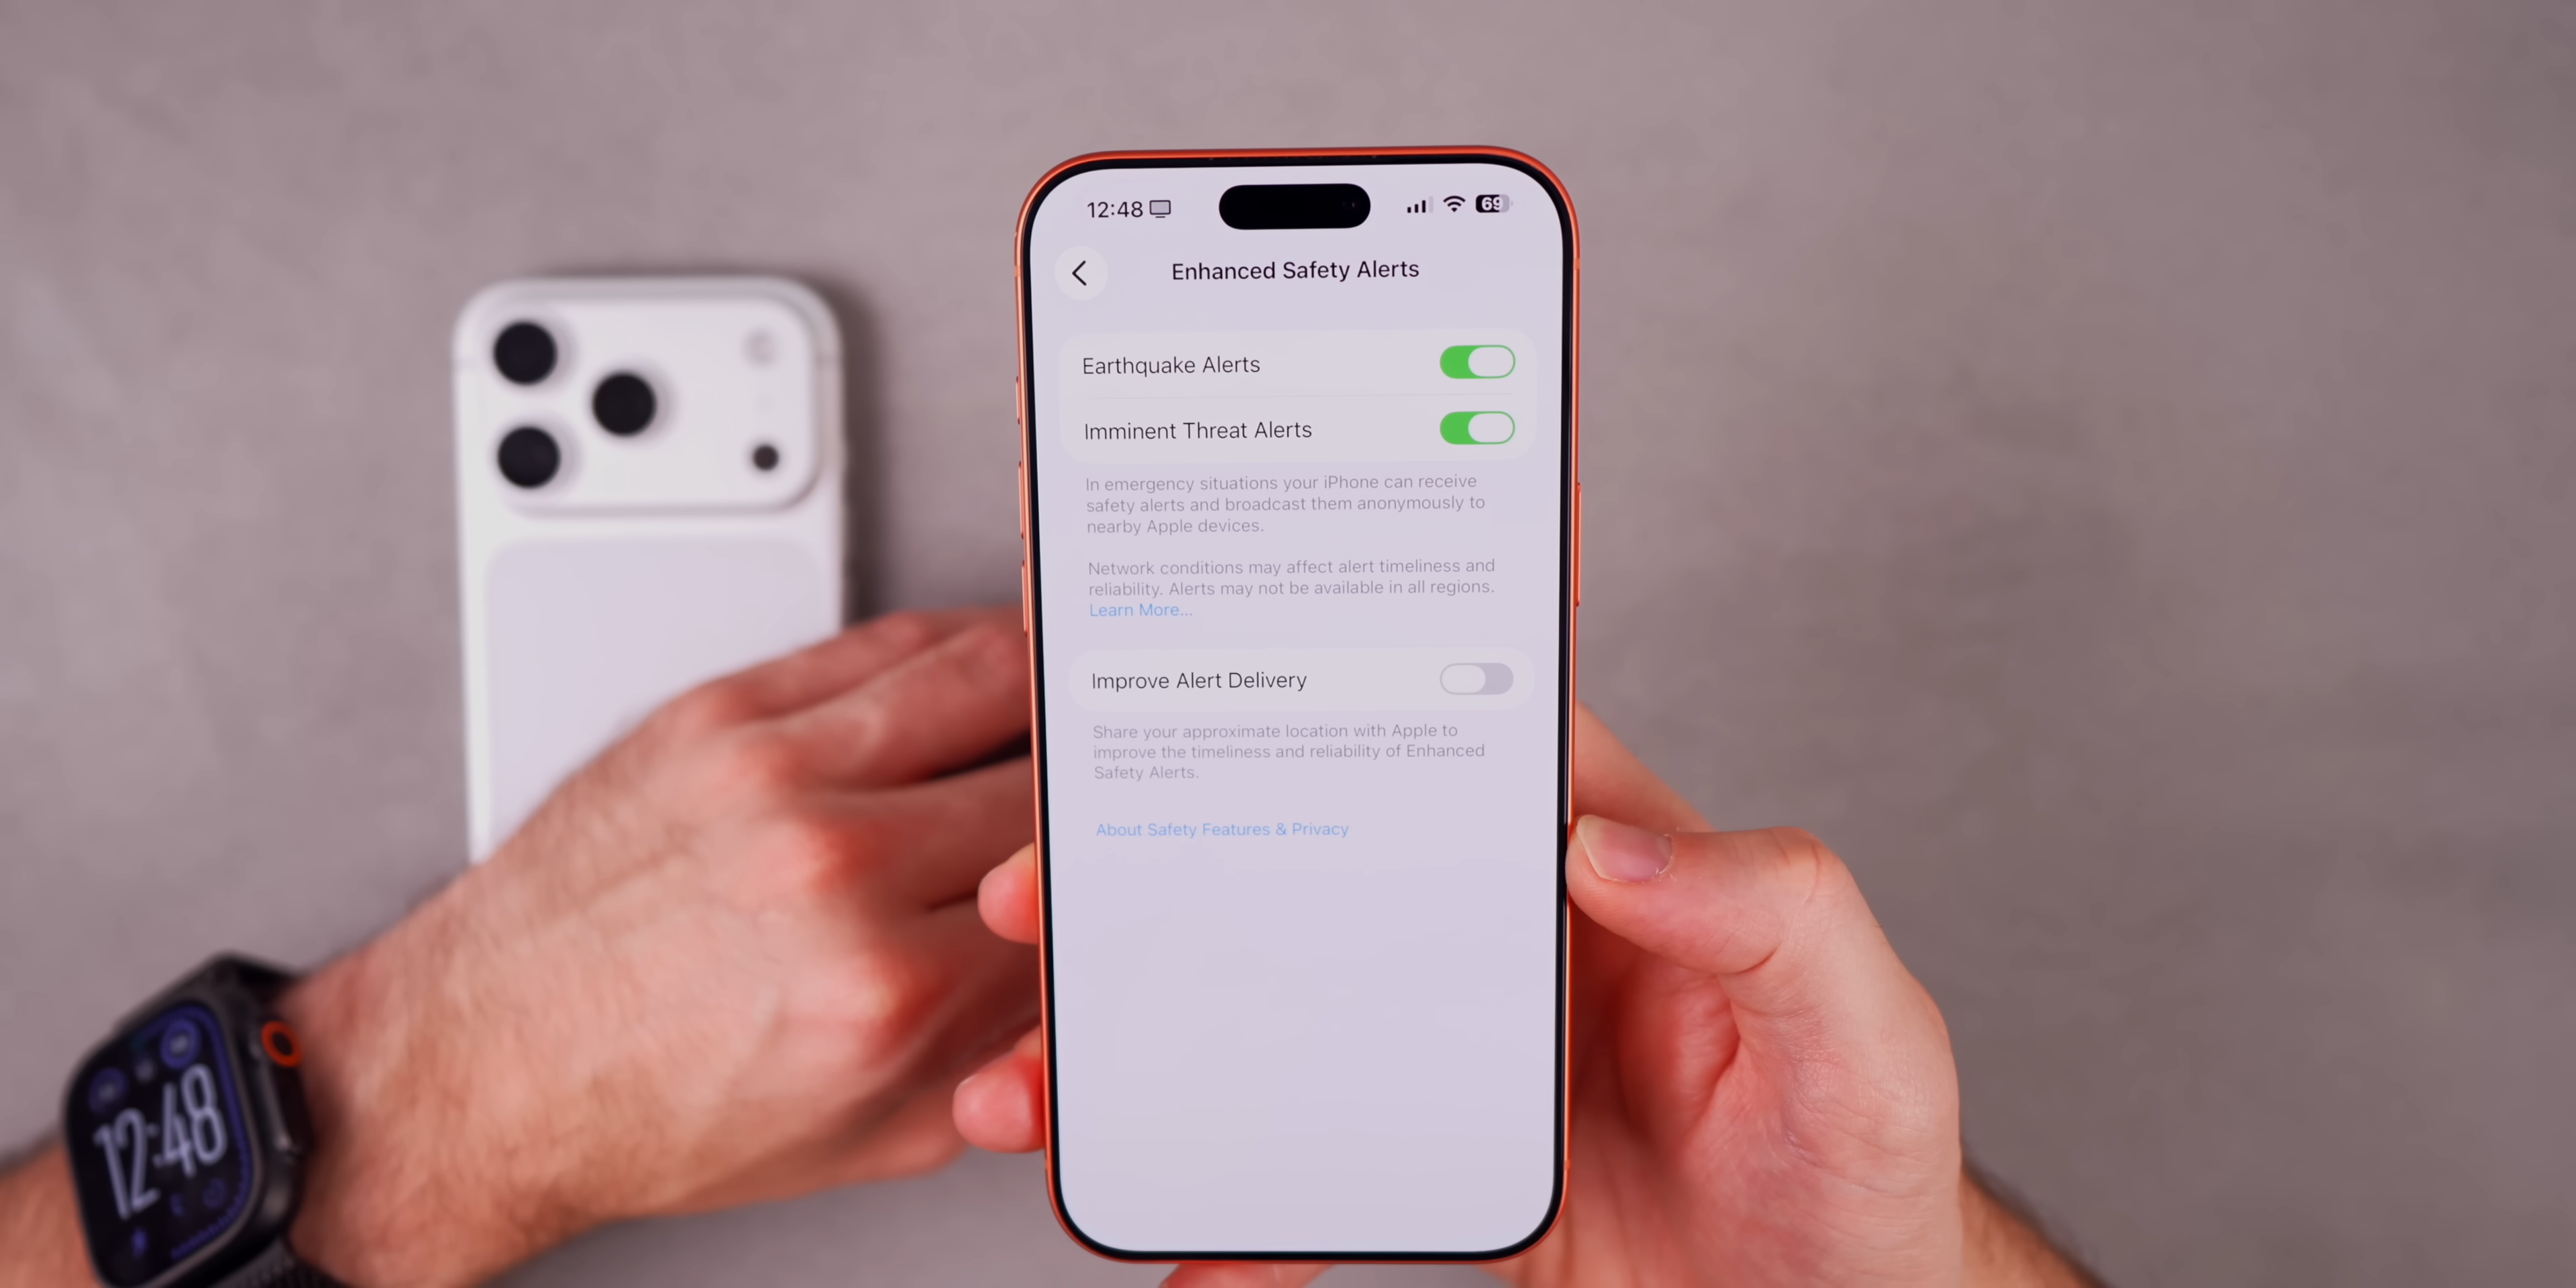 12:48
69
Enhanced Safety Alerts
Earthquake Alerts
Imminent Threat Alerts
In emergency situations your iPhone can receive
safety alerts and broadcast them anonymously to
nearby Apple devices.
Network conditions may affect alert timeliness and
reliability. Alerts may not be available in all regions.
Learn More...
Improve Alert Delivery
Share your approximate location with Apple to
improve the timeliness and reliability of Enhanced
Safety Alerts.
About Safety Features & Privacy
12:48